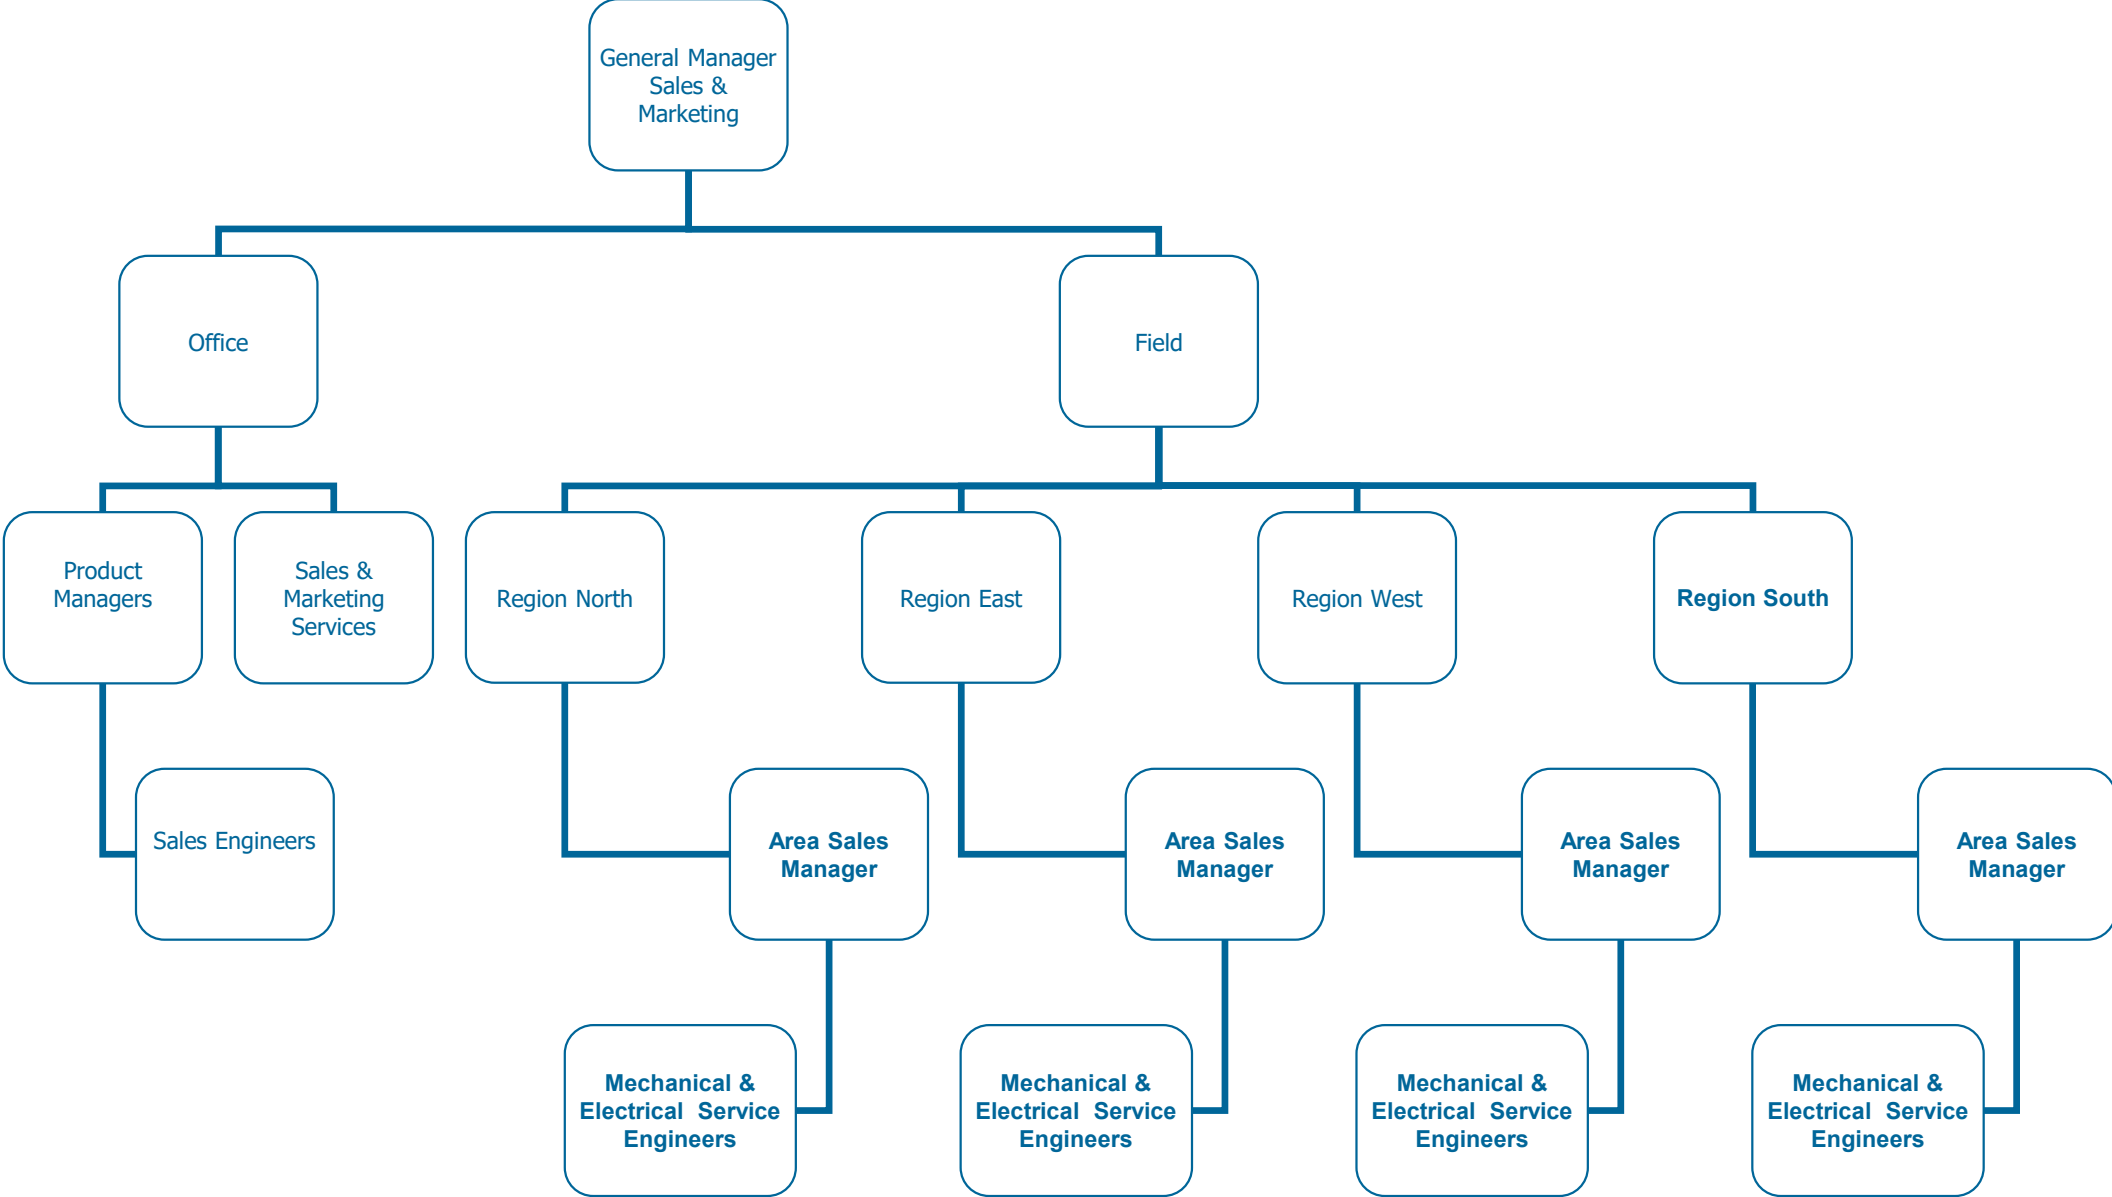 General Manager
Sales &
Marketing
Office
Field
Product
Managers
Sales &
Marketing
Services
Region North
Region East
Region West
Region South
Sales Engineers
Area Sales
Manager
Area Sales
Manager
Area Sales
Manager
Area Sales
Manager
Mechanical &
Electrical Service
Engineers
Mechanical &
Electrical Service
Engineers
Mechanical &
Electrical Service
Engineers
Mechanical &
Electrical Service
Engineers